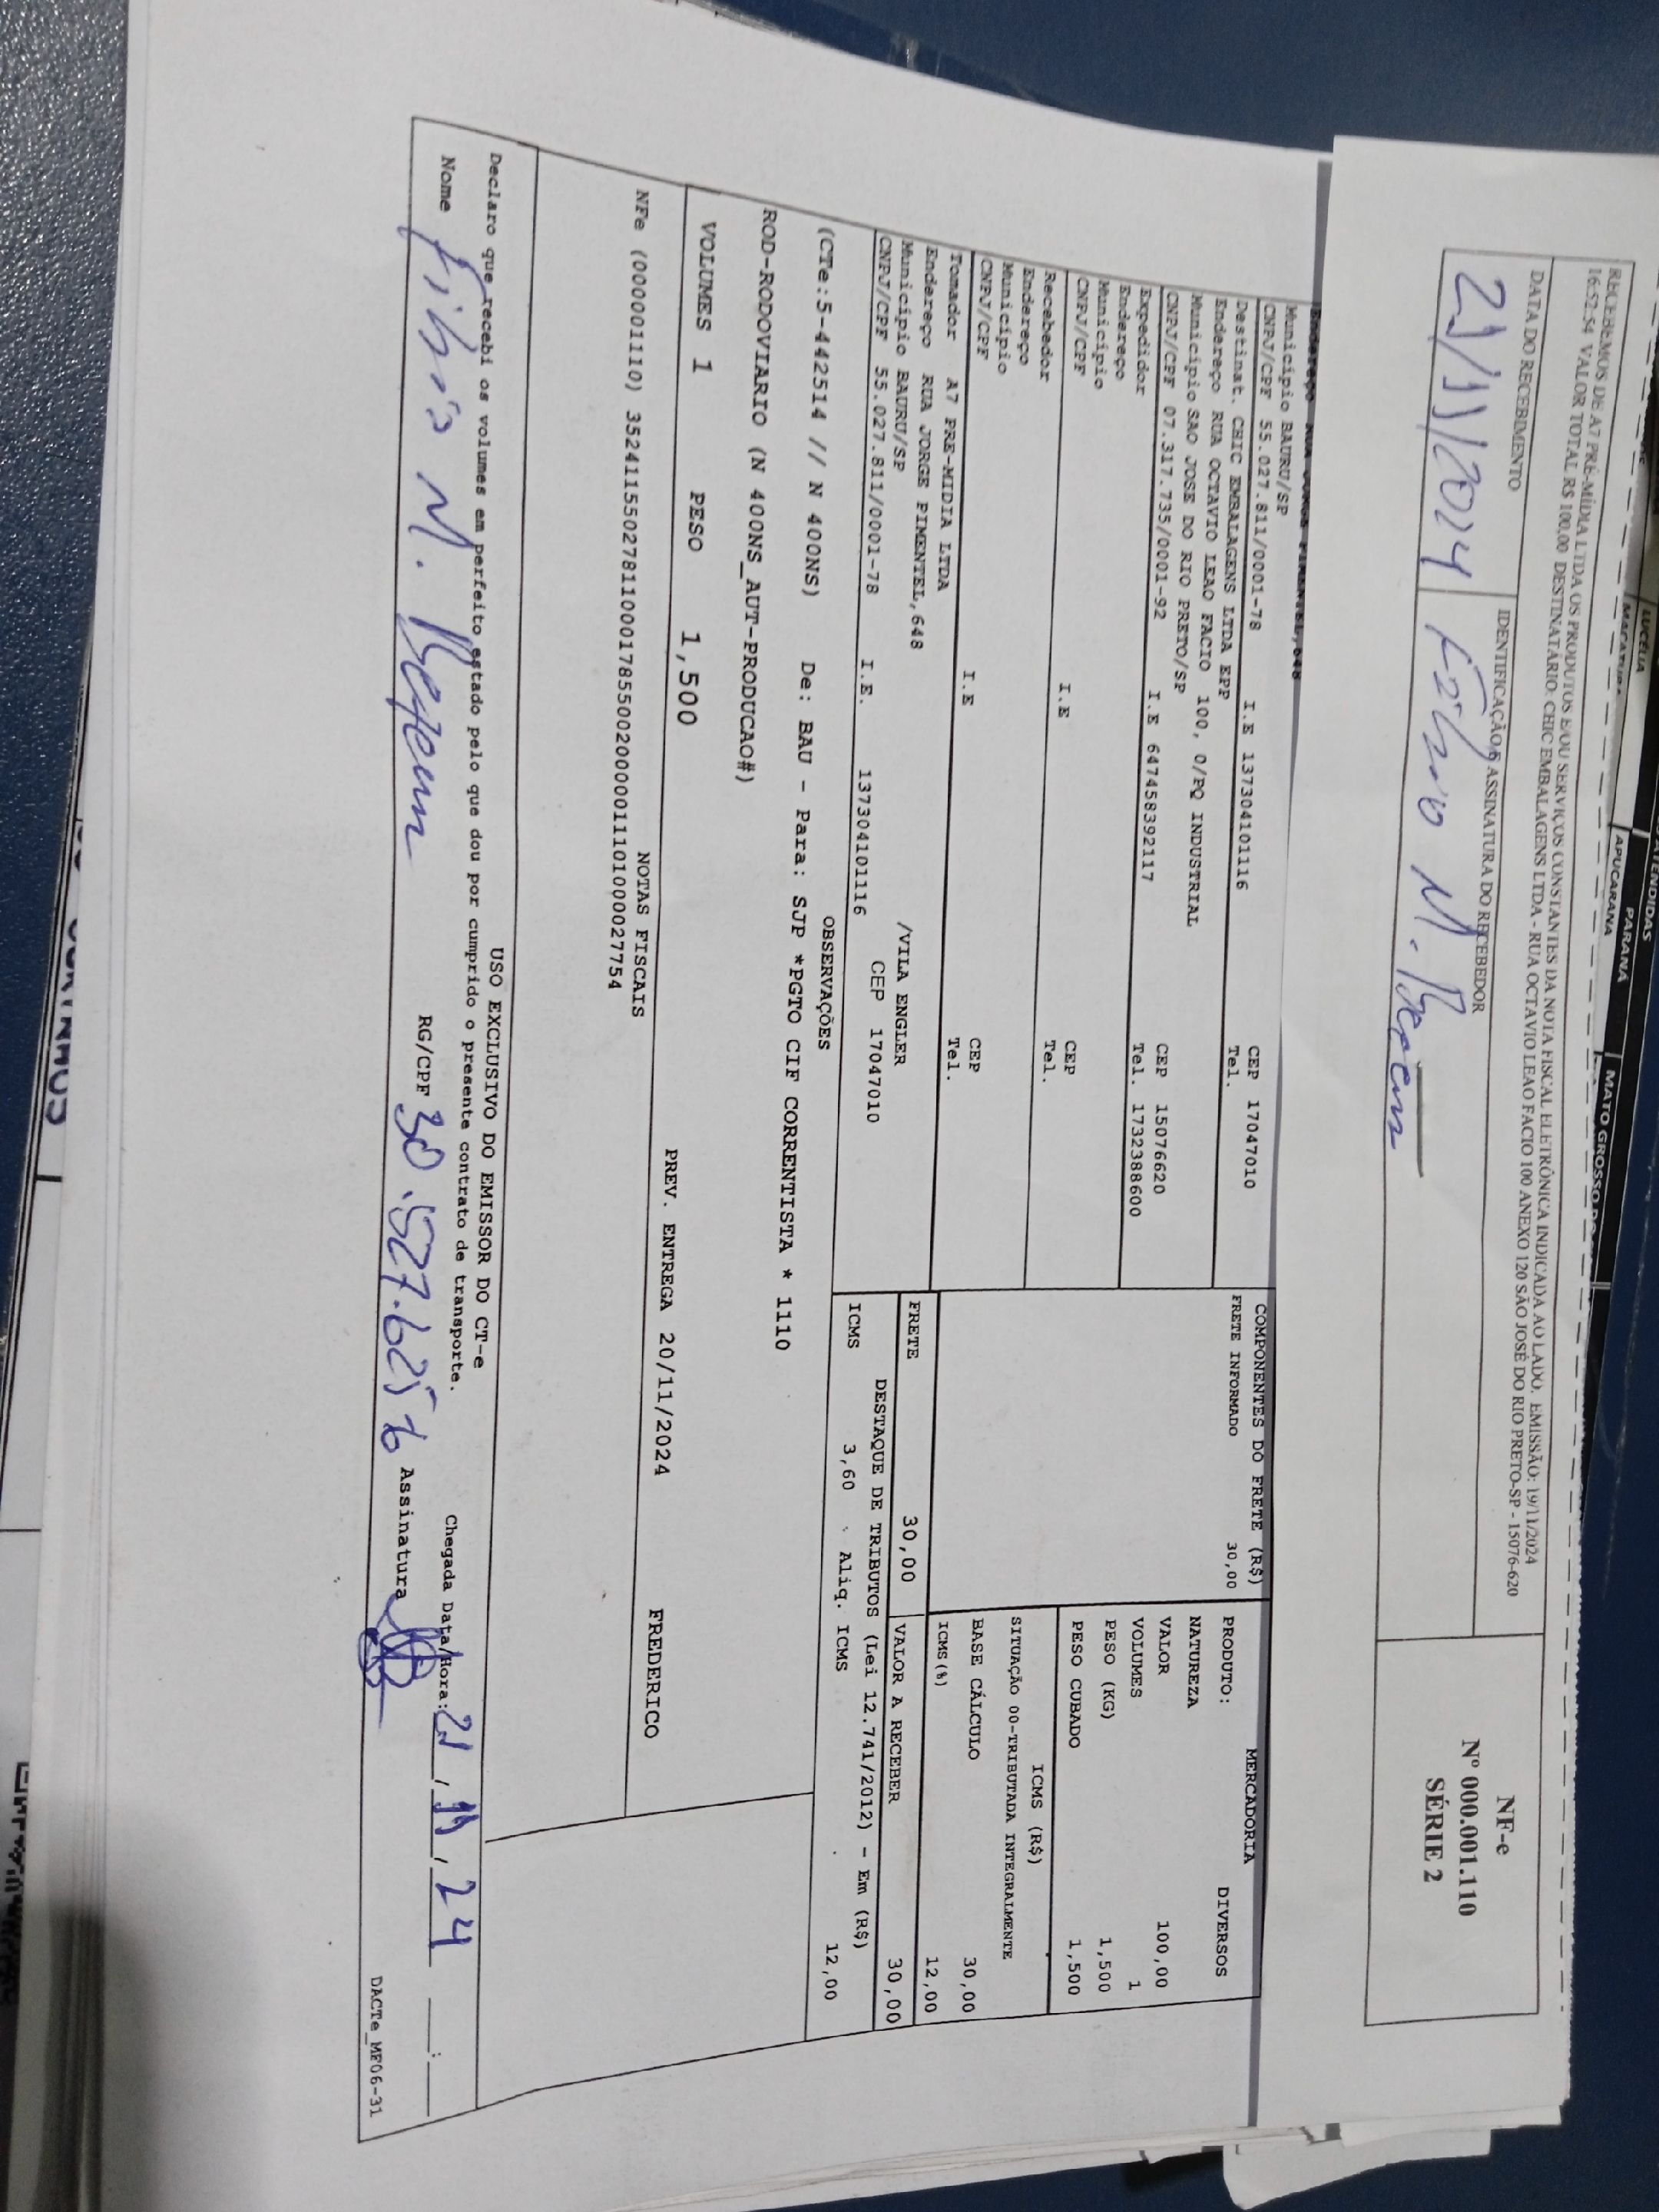 LUCÉLIA
PARANÁ
APUCARANA
RECEBEMOS DE A7 PRÉ-MÍDIA LTDA OS PRODUTOS E/OU SERVIÇOS CONSTANTES DA NOTA FISCAL ELETRÔNICA INDICADA AO LADO. EMISSÃO: 19/11/2024
16:52:54 VALOR TOTAL R$ 100,00 DESTINATÁRIO: CHIC EMBALAGENS LTDA - RUA OCTAVIO LEAO FACIO 100 ANEXO 120 SÃO JOSÉ DO RIO PRETO-SP - 15076-620
DATA DO RECEBIMENTO
IDENTIFICAÇÃO E ASSINATURA DO RECEBEDOR
21/11/2024
NF-e
Nº 000.001.110
SÉRIE 2
Município BAURU/SP
CEP 17047010
CNPJ/CPF 55.027.811/0001-78 I.E 137304101116 Tel.
Destinat. CHIC EMBALAGENS LTDA EPP
Endereço RUA OCTAVIO LEAO FACIO 100, 0/PQ INDUSTRIAL
Município SAO JOSE DO RIO PRETO/SP CEP 15076620
CNPJ/CPF 07.317.735/0001-92 I.E 647458392117 Tel. 1732388600
Expedidor
Endereço
Município CEP
CNPJ/CPF I.E Tel.
Recebedor
Endereço
Município CEP
CNPJ/CPF I.E Tel.
Tomador A7 PRE-MIDIA LTDA
Endereço RUA JORGE PIMENTEL,648 /VILA ENGLER
Município BAURU/SP CEP 17047010
CNPJ/CPF 55.027.811/0001-78 I.E. 137304101116
COMPONENTES DO FRETE (R$)
FRETE INFORMADO 30,00
FRETE 30,00
MERCADORIA
PRODUTO: DIVERSOS
NATUREZA
VALOR 100,00
VOLUMES 1
PESO (KG) 1,500
PESO CUBADO 1,500
ICMS (R$)
SITUAÇÃO 00-TRIBUTADA INTEGRALMENTE
BASE CÁLCULO 30,00
ICMS(%) 12,00
VALOR A RECEBER 30,00
DESTAQUE DE TRIBUTOS (Lei 12.741/2012) - Em (R$)
ICMS 3,60 Aliq. ICMS 12,00
OBSERVAÇÕES
(CTe:5-442514 // N 400NS) De: BAU - Para: SJP *PGTO CIF CORRENTISTA * 1110
ROD-RODOVIARIO (N 400NS_AUT-PRODUCAO#)
VOLUMES 1 PESO 1,500 PREV. ENTREGA 20/11/2024 FREDERICO
NOTAS FISCAIS
NFe (000001110) 35241155027811000178550020000011101000027754
USO EXCLUSIVO DO EMISSOR DO CT-e
Declaro que recebi os volumes em perfeito estado pelo que dou por cumprido o presente contrato de transporte.
Chegada Data/Hora: 21/11/24 __:__
Nome
RG/CPF 30.527.625
Assinatura
DACTe_MF06-31